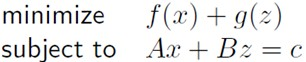 minimize f(x) + g(z)
subject to Ax + Bz = c